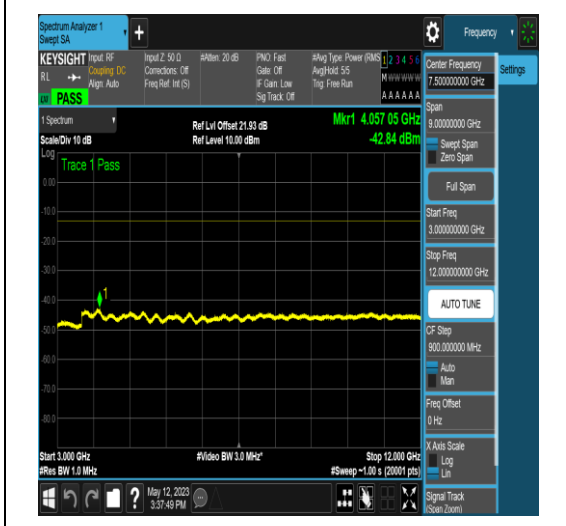 Spectrum Analyzer 1
Swept SA
+
Frequency
KEYSIGHT
Input: RF
Coupling: DC
Align: Auto
Input Z: 50 Ω
Corrections: Off
Freq Ref: Int (S)
#Atten: 20 dB
PNO: Fast
Gate: Off
IF Gain: Low
Sig Track: Off
#Avg Type: Power (RMS
Avg|Hold: 5/5
Trig: Free Run
1 2 3 4 5 6
M W W W W W
A A A A A A
R L
PASS
1 Spectrum
Scale/Div 10 dB
Ref Lvl Offset 21.93 dB
Ref Level 10.00 dBm
Mkr1 4.057 05 GHz
-42.84 dBm
Log
Trace 1 Pass
0.00
-10.0
-20.0
-30.0
-40.0
-50.0
-60.0
-70.0
-80.0
1
Start 3.000 GHz
#Res BW 1.0 MHz
#Video BW 3.0 MHz*
Stop 12.000 GHz
#Sweep ~1.00 s (20001 pts)
May 12, 2023
3:37:49 PM
Center Frequency
7.500000000 GHz
Settings
Span
9.00000000 GHz
Swept Span
Zero Span
Full Span
Start Freq
3.000000000 GHz
Stop Freq
12.000000000 GHz
AUTO TUNE
CF Step
900.000000 MHz
Auto
Man
Freq Offset
0 Hz
X Axis Scale
Log
Lin
Signal Track
(Span Zoom)